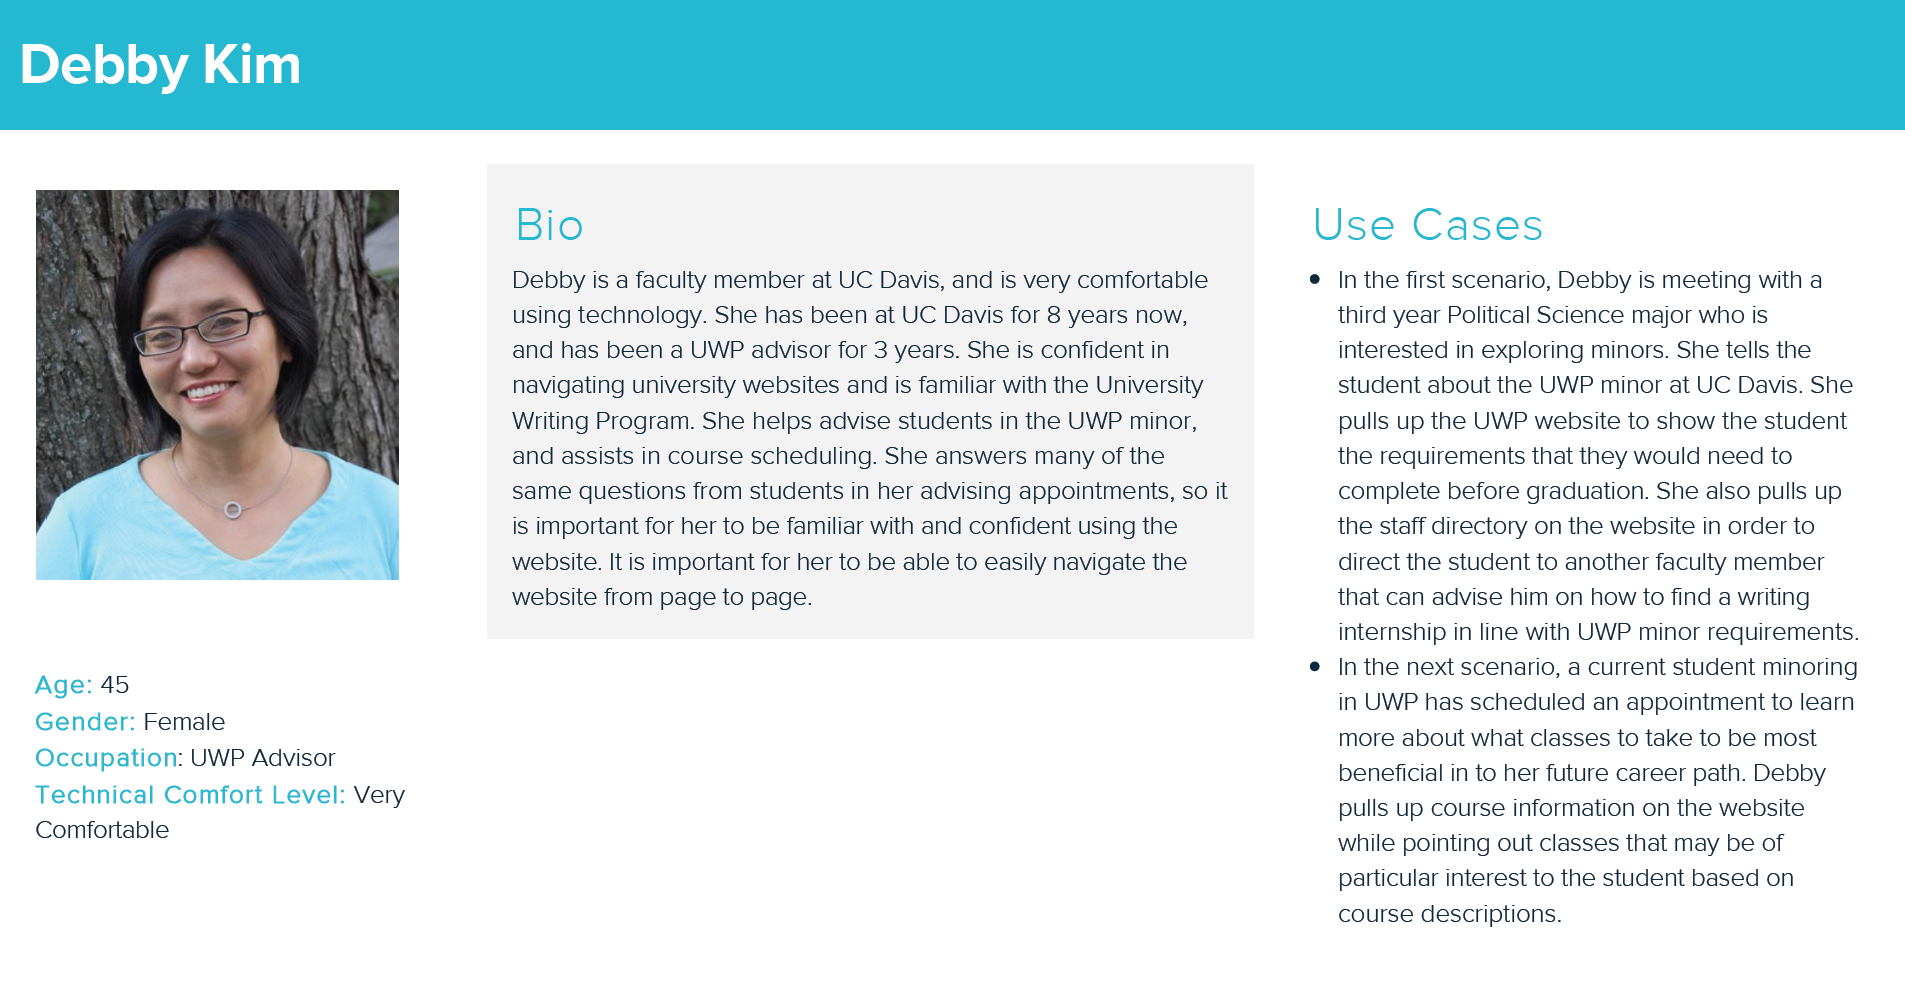 Debby Kim
Bio
Debby is a faculty member at UC Davis, and is very comfortable
using technology. She has been at UC Davis for 8 years now,
and has been a UWP advisor for 3 years. She is confident in
navigating university websites and is familiar with the University
Writing Program. She helps advise students in the UWP minor,
and assists in course scheduling. She answers many of the
same questions from students in her advising appointments, so it
is important for her to be familiar with and confident using the
website. It is important for her to be able to easily navigate the
website from page to page.
Use Cases
• In the first scenario, Debby is meeting with a
third year Political Science major who is
interested in exploring minors. She tells the
student about the UWP minor at UC Davis. She
pulls up the UWP website to show the student
the requirements that they would need to
complete before graduation. She also pulls up
the staff directory on the website in order to
direct the student to another faculty member
that can advise him on how to find a writing
internship in line with UWP minor requirements.
• In the next scenario, a current student minoring
in UWP has scheduled an appointment to learn
more about what classes to take to be most
beneficial in to her future career path. Debby
pulls up course information on the website
while pointing out classes that may be of
particular interest to the student based on
course descriptions.
Age: 45
Gender: Female
Occupation: UWP Advisor
Technical Comfort Level: Very
Comfortable